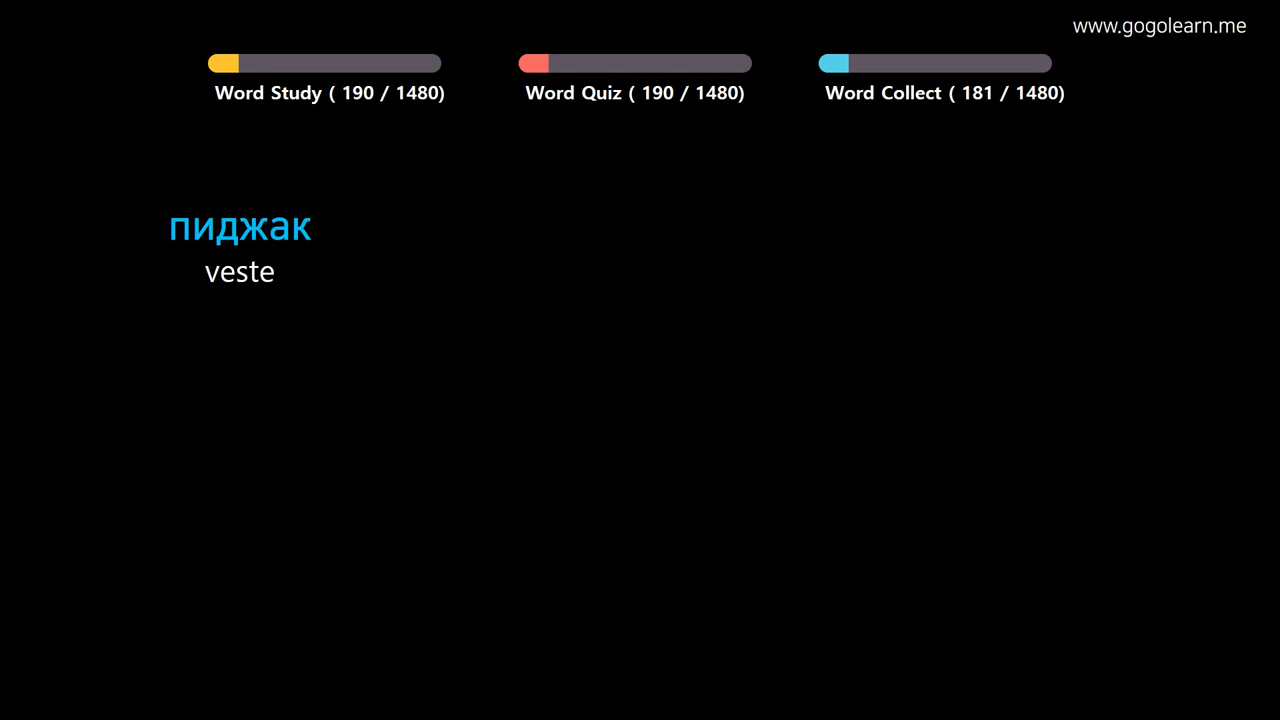 www.gogolearn.me
Word Study ( 190 / 1480)
Word Quiz ( 190 / 1480)
Word Collect ( 181 / 1480)
пиджак
veste